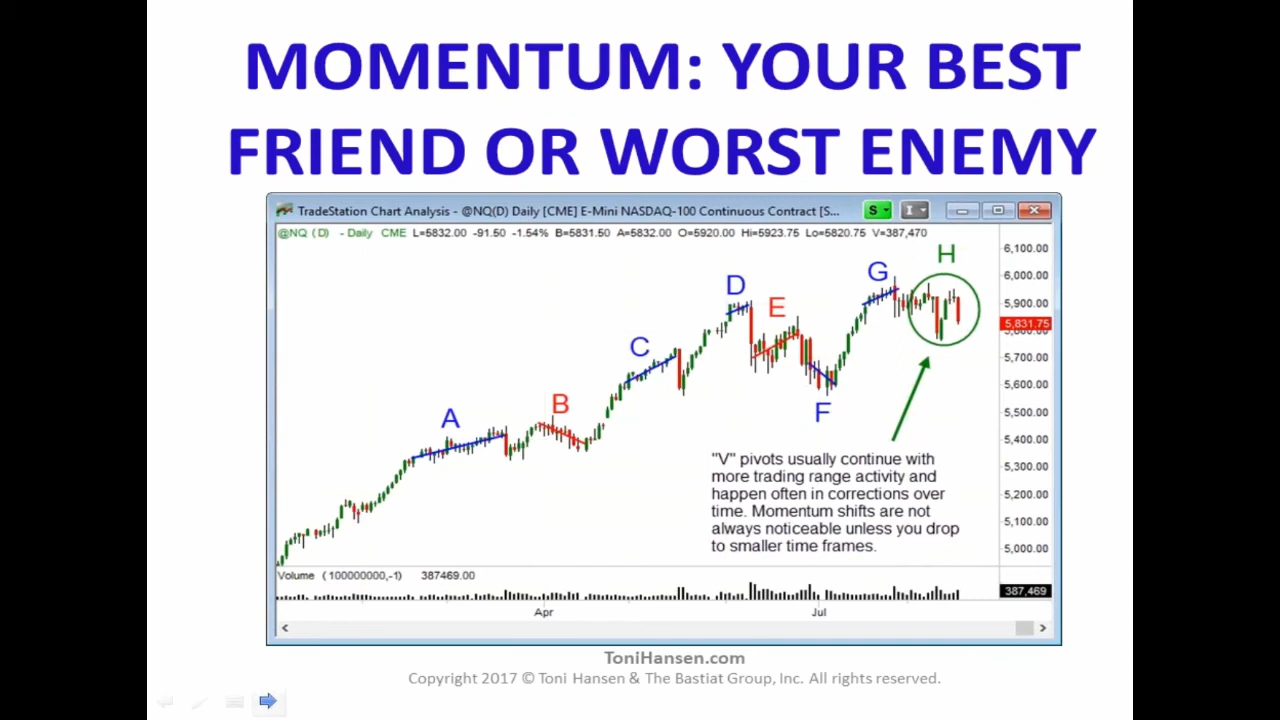 MOMENTUM: YOUR BEST
FRIEND OR WORST ENEMY
TradeStation Chart Analysis - @NQ(D) Daily [CME] E-Mini NASDAQ-100 Continuous Contract [S...
S
I
@NQ (D) - Daily CME L=5832.00 -91.50 -1.54% B=5831.50 A=5832.00 O=5920.00 Hi=5923.75 Lo=5820.75 V=387,470
H
6,100.00
G
6,000.00
D
E
5,900.00
5,831.75
C
5,700.00
5,600.00
B
F
A
5,500.00
5,400.00
"V" pivots usually continue with
more trading range activity and
happen often in corrections over
time. Momentum shifts are not
always noticeable unless you drop
to smaller time frames.
5,300.00
5,200.00
5,100.00
5,000.00
Volume (100000000,-1) 387469.00
387,469
Apr
Jul
ToniHansen.com
Copyright 2017 © Toni Hansen & The Bastiat Group, Inc. All rights reserved.